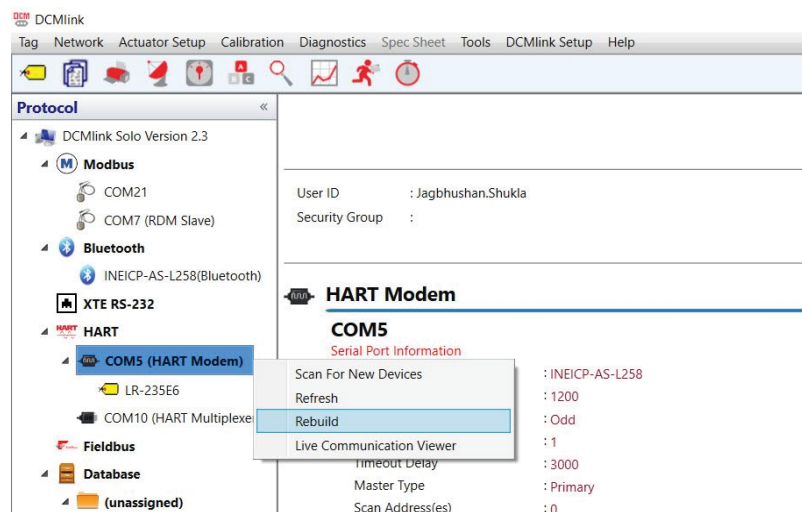 DCM DCMlink
Tag Network Actuator Setup Calibration Diagnostics Spec Sheet Tools DCMlink Setup Help
A B C
Protocol «
DCMlink Solo Version 2.3
M Modbus
COM21
COM7 (RDM Slave)
Bluetooth
INEICP-AS-L258(Bluetooth)
XTE RS-232
HART HART
COM5 (HART Modem)
LR-235E6
COM10 (HART Multiplexe
Fieldbus
Database
(unassigned)
User ID : Jagbhushan.Shukla
Security Group :
HART Modem
COM5
Serial Port Information
Scan For New Devices
Refresh
Rebuild
Live Communication Viewer
: INEICP-AS-L258
: 1200
: Odd
: 1
Timeout Delay : 3000
Master Type : Primary
Scan Address(es) : 0